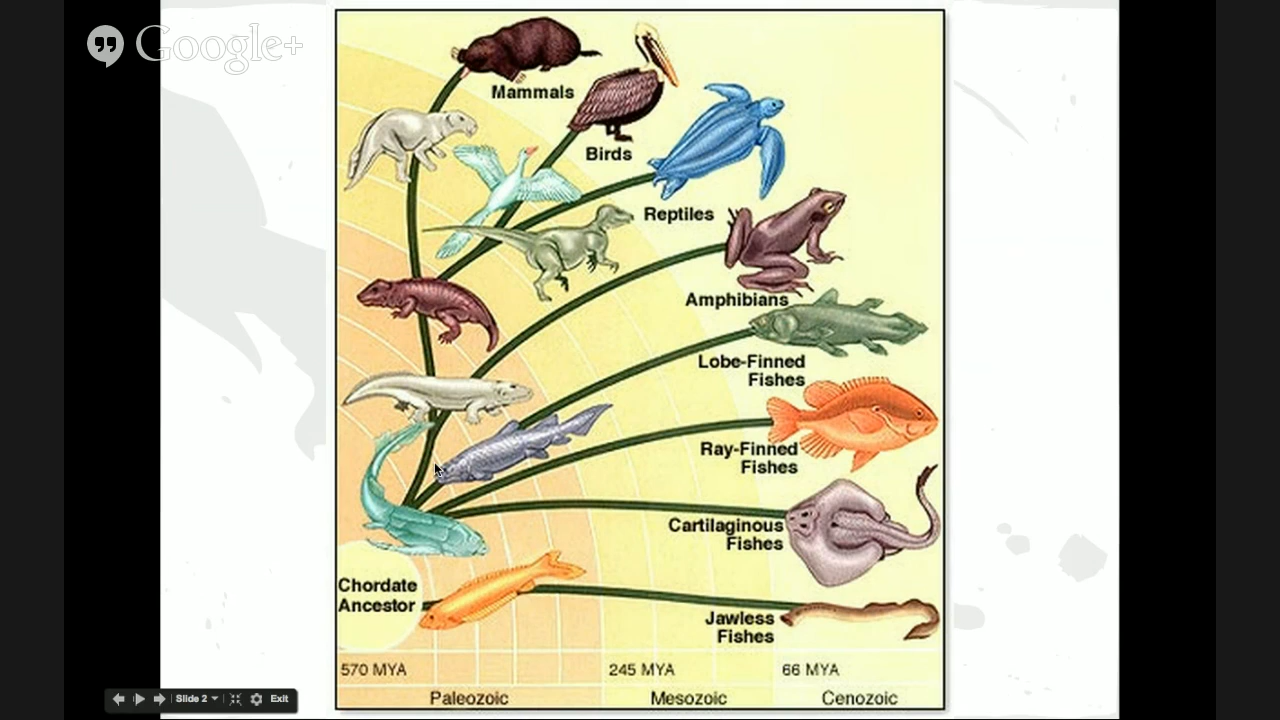 Google+
Mammals
Birds
Reptiles
Amphibians
Lobe-Finned
Fishes
Ray-Finned
Fishes
Cartilaginous
Fishes
Chordate
Ancestor
Jawless
Fishes
570 MYA 245 MYA 66 MYA
Paleozoic Mesozoic Cenozoic
Slide 2 Exit